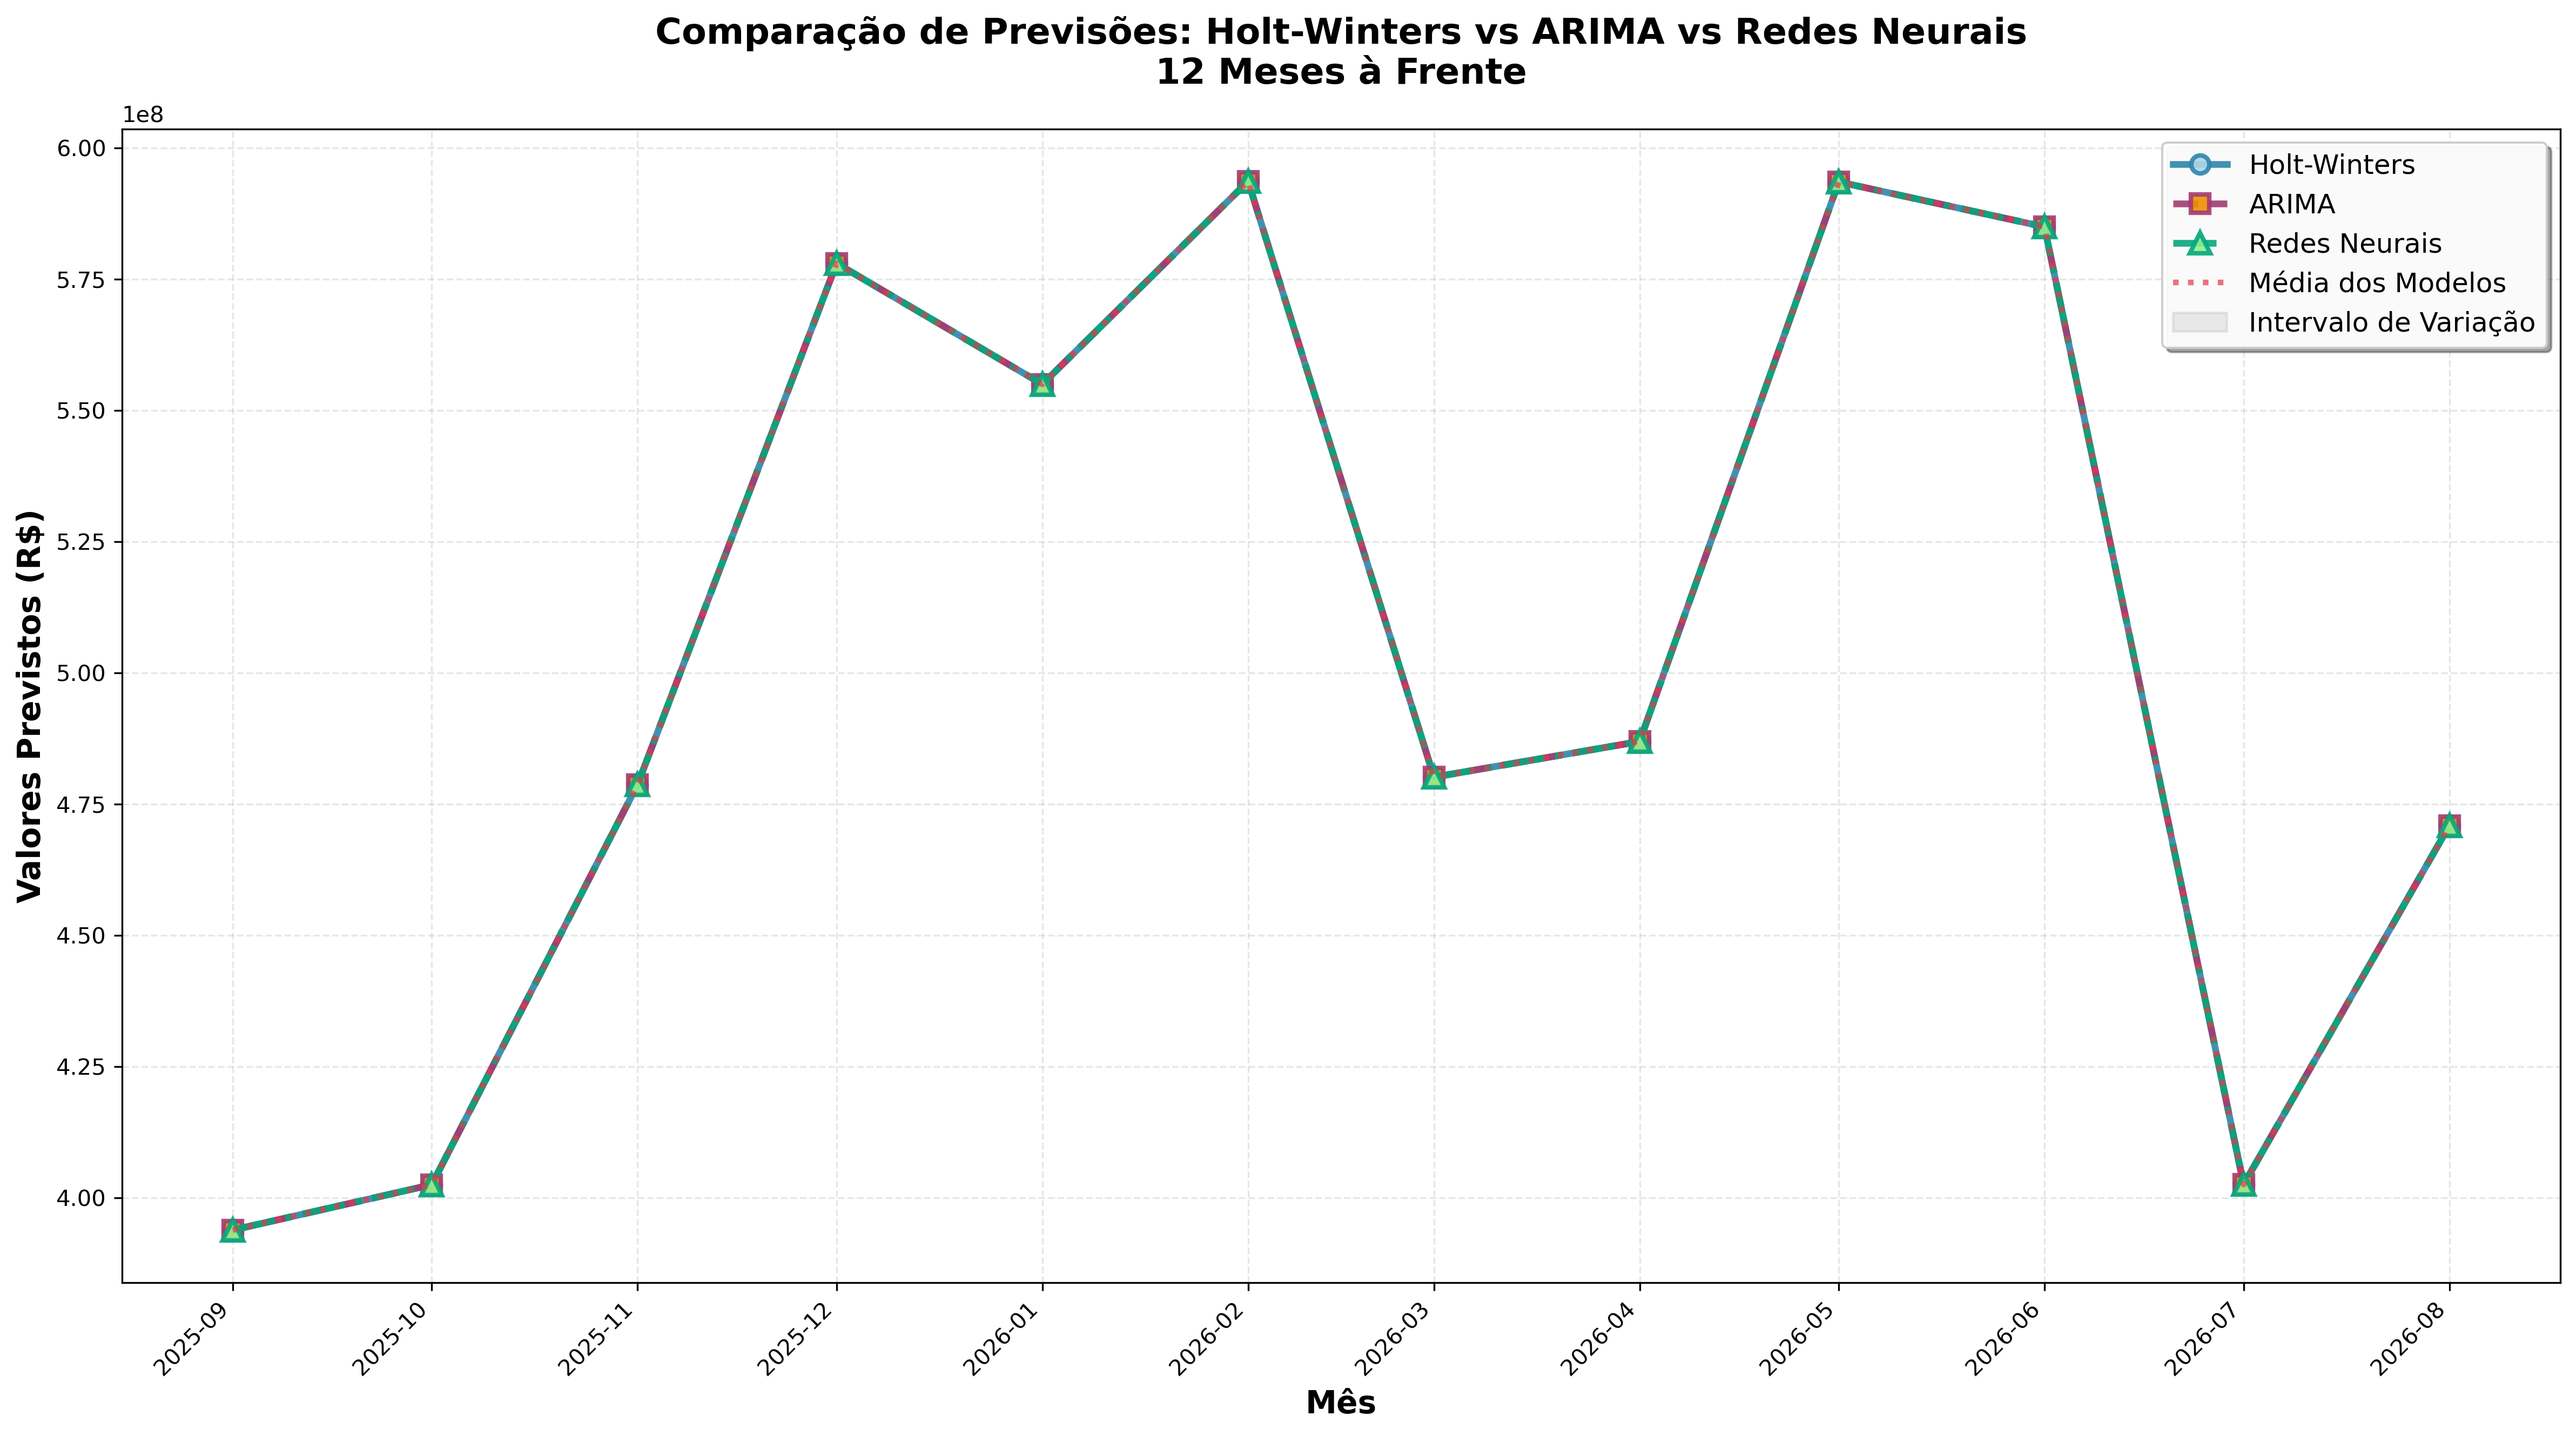 Comparação de Previsões: Holt-Winters vs ARIMA vs Redes Neurais
12 Meses à Frente
1e8
6.00
5.75
5.50
5.25
5.00
4.75
4.50
4.25
4.00
Valores Previstos (R$)
Holt-Winters
ARIMA
Redes Neurais
Média dos Modelos
Intervalo de Variação
2025-09
2025-10
2025-11
2025-12
2026-01
2026-02
2026-03
2026-04
2026-05
2026-06
2026-07
2026-08
Mês